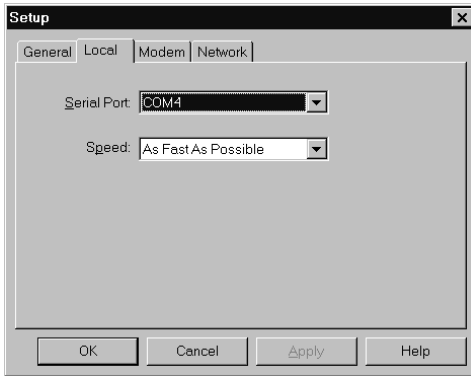 Setup
General Local Modem Network
Serial Port: COM4
Speed: As Fast As Possible
OK Cancel Apply Help